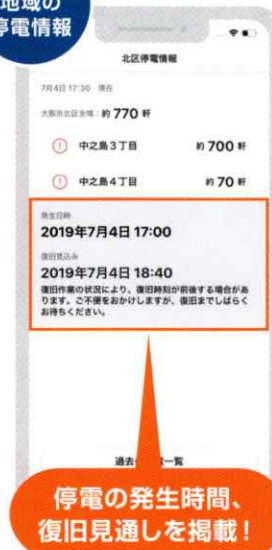 地域の
停電情報
北区停電情報
7月4日 17:30 現在
大阪市北区全域：約 770 軒
中之島3丁目 約 700 軒
中之島4丁目 約 70 軒
発生日時
2019年7月4日 17:00
復旧見込み
2019年7月4日 18:40
復旧作業の状況により、復旧時刻が前後する場合があ
ります。ご不便をおかけしますが、復旧までしばらく
お待ちください。
過去 一覧
停電の発生時間、
復旧見通しを掲載！